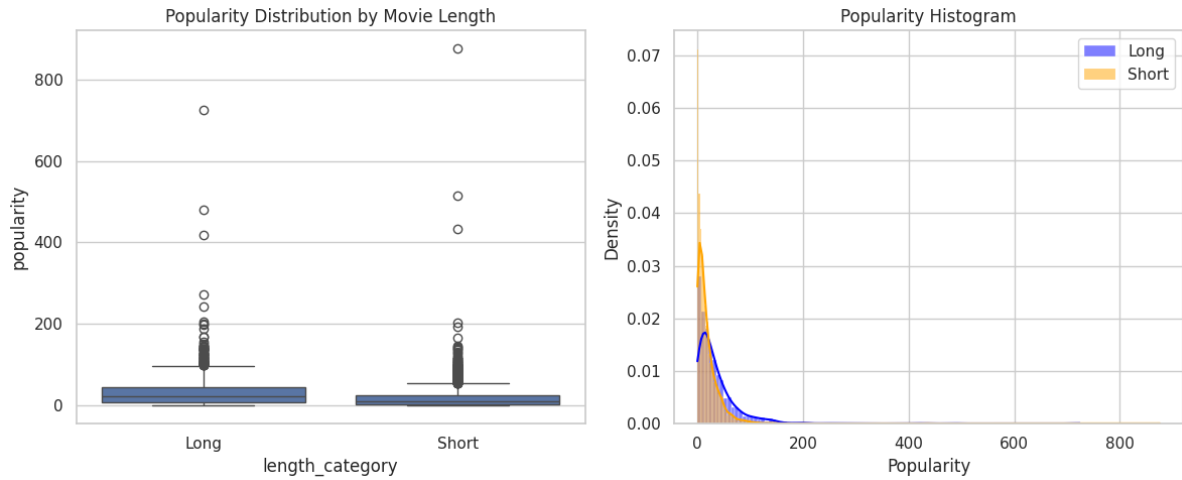 Popularity Distribution by Movie Length
popularity
800
600
400
200
0
Long
Short
length_category
Popularity Histogram
Long
Short
Density
0.07
0.06
0.05
0.04
0.03
0.02
0.01
0.00
0
200
400
600
800
Popularity